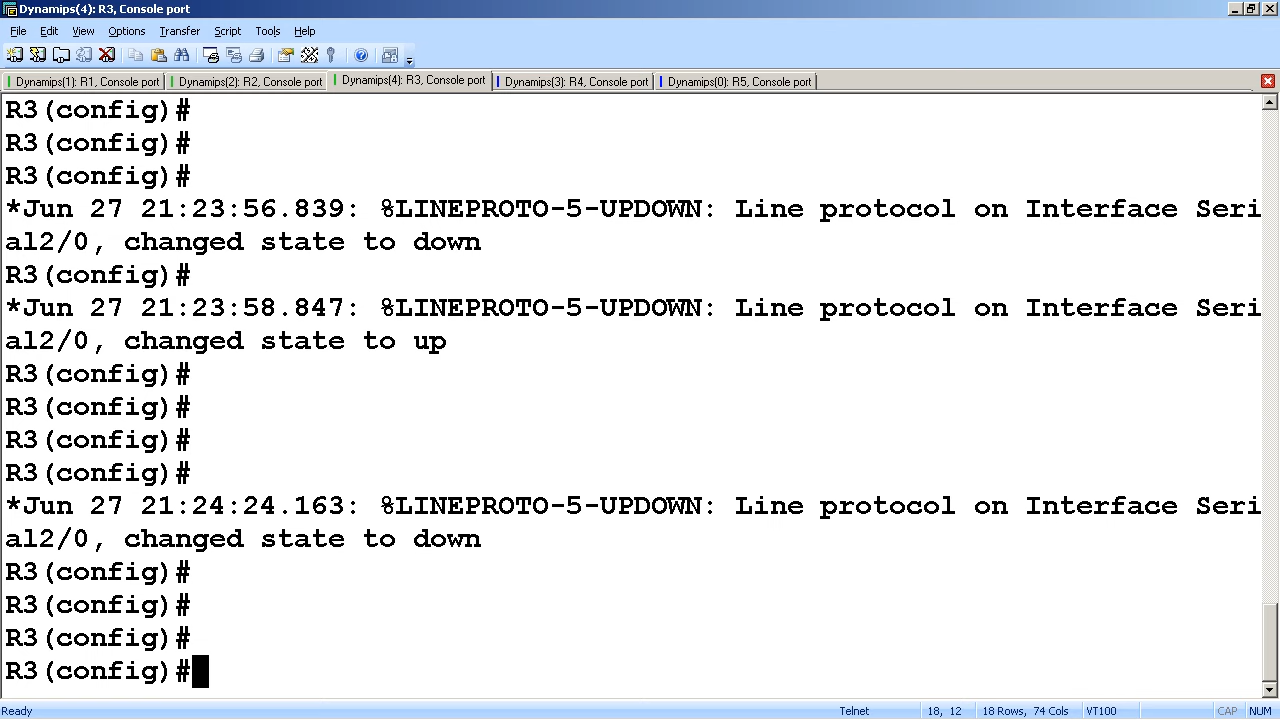 Dynamips(4): R3, Console port
File Edit View Options Transfer Script Tools Help
Dynamips(1): R1, Console port Dynamips(2): R2, Console port Dynamips(4): R3, Console port Dynamips(3): R4, Console port Dynamips(0): R5, Console port
R3(config)#
R3(config)#
R3(config)#
*Jun 27 21:23:56.839: %LINEPROTO-5-UPDOWN: Line protocol on Interface Seri
al2/0, changed state to down
R3(config)#
*Jun 27 21:23:58.847: %LINEPROTO-5-UPDOWN: Line protocol on Interface Seri
al2/0, changed state to up
R3(config)#
R3(config)#
R3(config)#
R3(config)#
*Jun 27 21:24:24.163: %LINEPROTO-5-UPDOWN: Line protocol on Interface Seri
al2/0, changed state to down
R3(config)#
R3(config)#
R3(config)#
R3(config)#
Ready Telnet 18, 12 18 Rows, 74 Cols VT100 CAP NUM